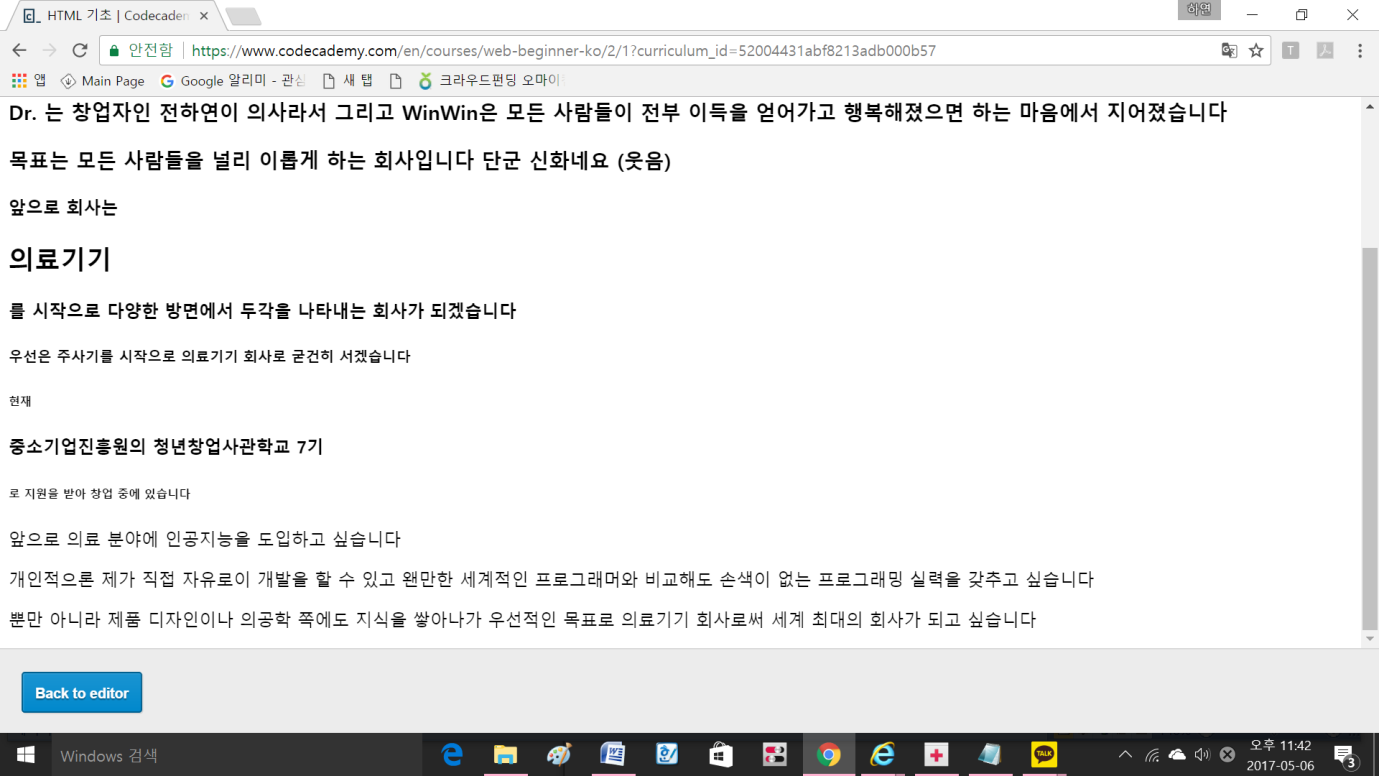 HTML 기초 | Codecaden
하연
안전함 https://www.codecademy.com/en/courses/web-beginner-ko/2/1?curriculum_id=52004431abf8213adb000b57
앱 Main Page Google 알리미 - 관심 새 탭 크라우드펀딩 오마이
Dr. 는 창업자인 전하연이 의사라서 그리고 WinWin은 모든 사람들이 전부 이득을 얻어가고 행복해졌으면 하는 마음에서 지어졌습니다
목표는 모든 사람들을 널리 이롭게 하는 회사입니다 단군 신화네요 (웃음)
앞으로 회사는
의료기기
를 시작으로 다양한 방면에서 두각을 나타내는 회사가 되겠습니다
우선은 주사기를 시작으로 의료기기 회사로 굳건히 서겠습니다
현재
중소기업진흥원의 청년창업사관학교 7기
로 지원을 받아 창업 중에 있습니다
앞으로 의료 분야에 인공지능을 도입하고 싶습니다
개인적으론 제가 직접 자유로이 개발을 할 수 있고 왠만한 세계적인 프로그래머와 비교해도 손색이 없는 프로그래밍 실력을 갖추고 싶습니다
뿐만 아니라 제품 디자인이나 의공학 쪽에도 지식을 쌓아나가 우선적인 목표로 의료기기 회사로써 세계 최대의 회사가 되고 싶습니다
Back to editor
Windows 검색
TALK
오후 11:42
2017-05-06
3